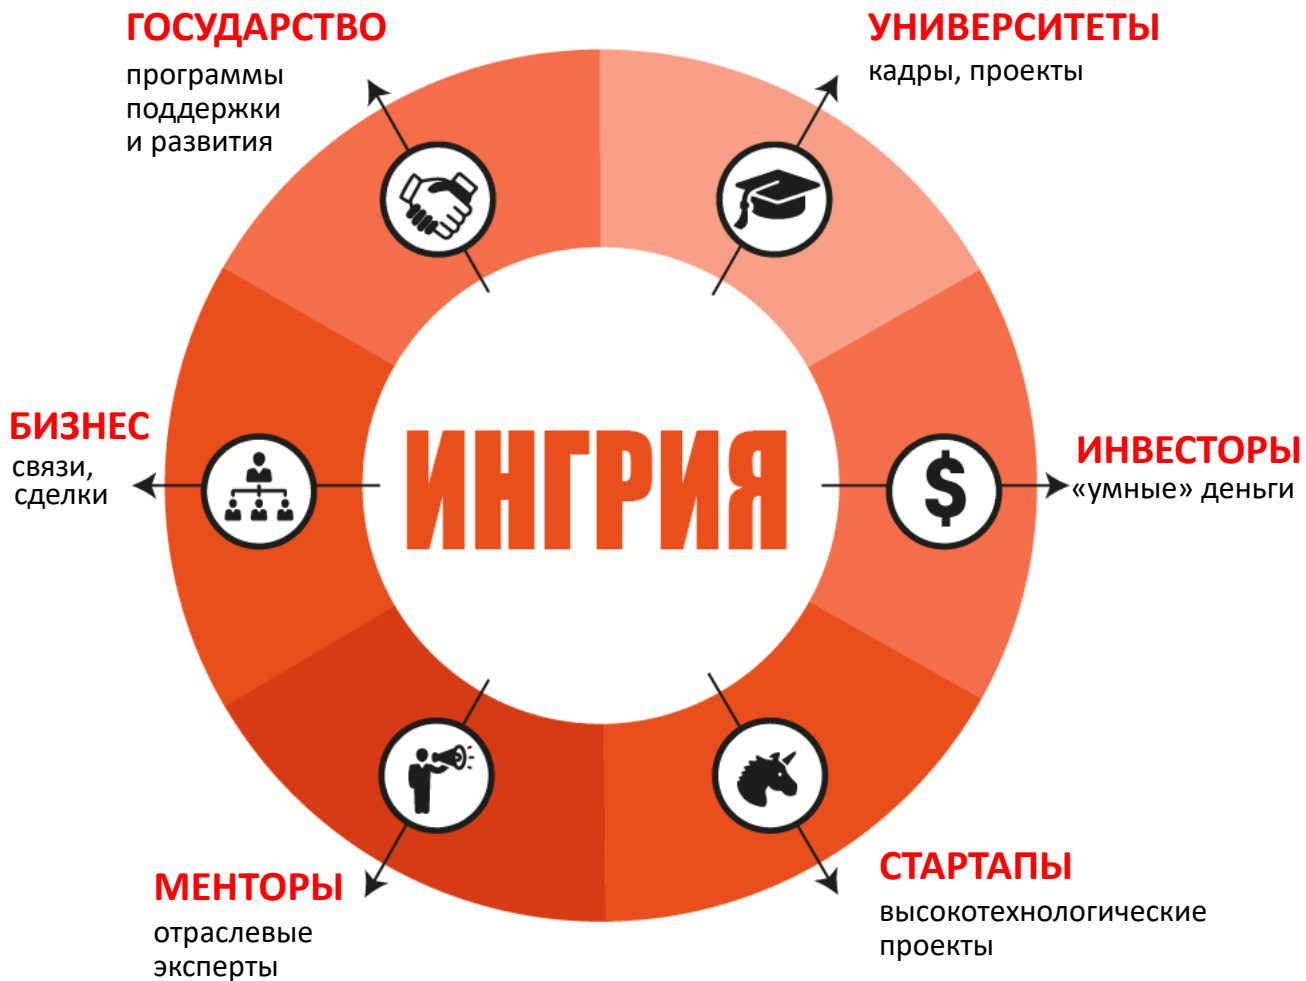 ГОСУДАРСТВО
программы
поддержки
и развития
УНИВЕРСИТЕТЫ
кадры, проекты
БИЗНЕС
связи,
сделки
ИНГРИЯ
$
ИНВЕСТОРЫ
«умные» деньги
МЕНТОРЫ
отраслевые
эксперты
СТАРТАПЫ
высокотехнологические
проекты